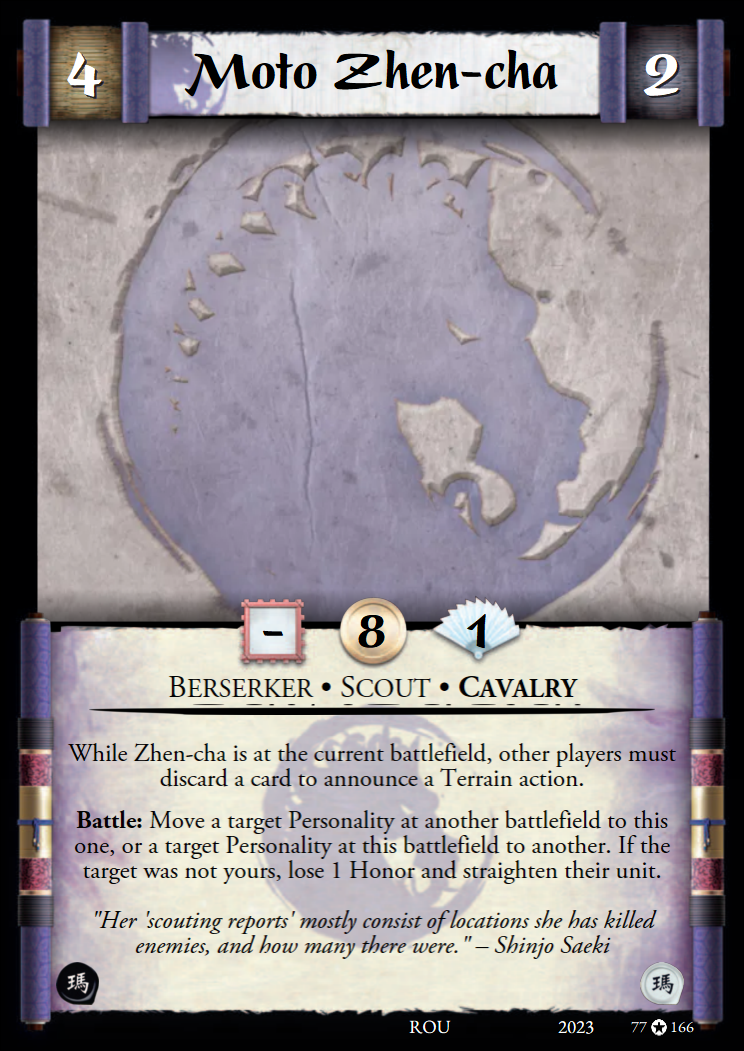 4
Moto Zhen-cha
2
-
8
1
BERSERKER • SCOUT • CAVALRY
While Zhen-cha is at the current battlefield, other players must
discard a card to announce a Terrain action.
Battle: Move a target Personality at another battlefield to this
one, or a target Personality at this battlefield to another. If the
target was not yours, lose 1 Honor and straighten their unit.
"Her 'scouting reports' mostly consist of locations she has killed
enemies, and how many there were." – Shinjo Saeki
瑪
瑪
ROU 2023 77 ✪ 166